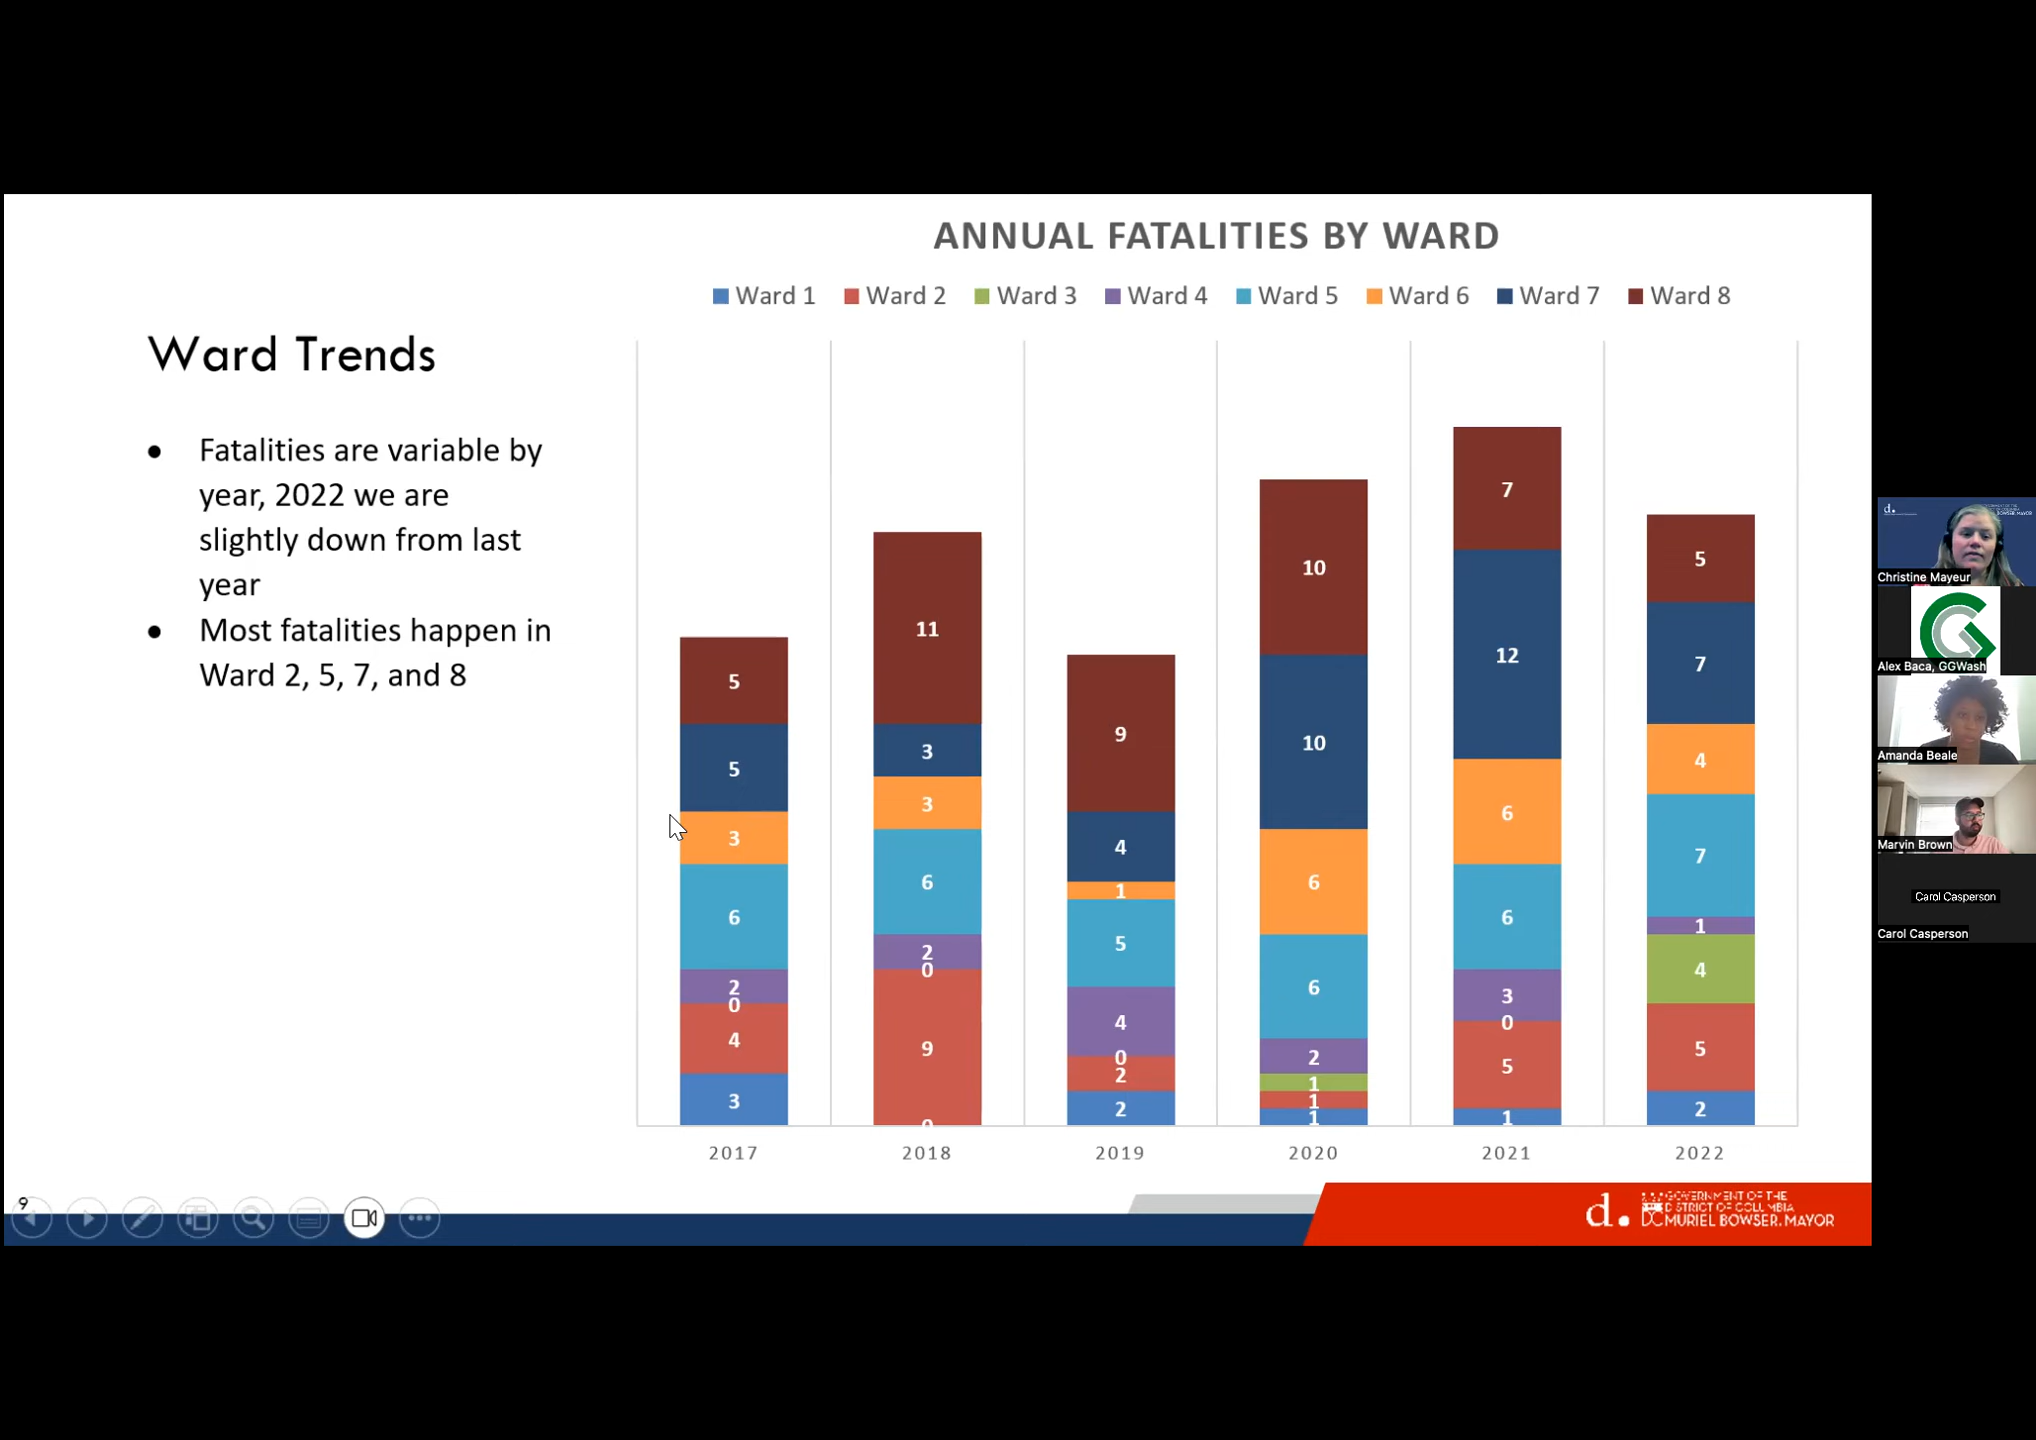 ANNUAL FATALITIES BY WARD
Ward 1 Ward 2 Ward 3 Ward 4 Ward 5 Ward 6 Ward 7 Ward 8
Ward Trends
• Fatalities are variable by
year, 2022 we are
slightly down from last
year
• Most fatalities happen in
Ward 2, 5, 7, and 8
5
5
3
6
2
0
4
3
2017
11
3
3
6
2
0
9
0
2018
9
4
1
5
4
0
2
2
2019
10
10
6
6
2
1
1
1
2020
7
12
6
6
3
0
5
1
2021
5
7
4
7
1
4
5
2
2022
9
d.
GOVERNMENT OF THE
DISTRICT OF COLUMBIA
DC MURIEL BOWSER, MAYOR
d.
BOWSER, MAYOR
Christine Mayeur
Alex Baca, GGWash
Amanda Beale
Marvin Brown
Carol Casperson
Carol Casperson